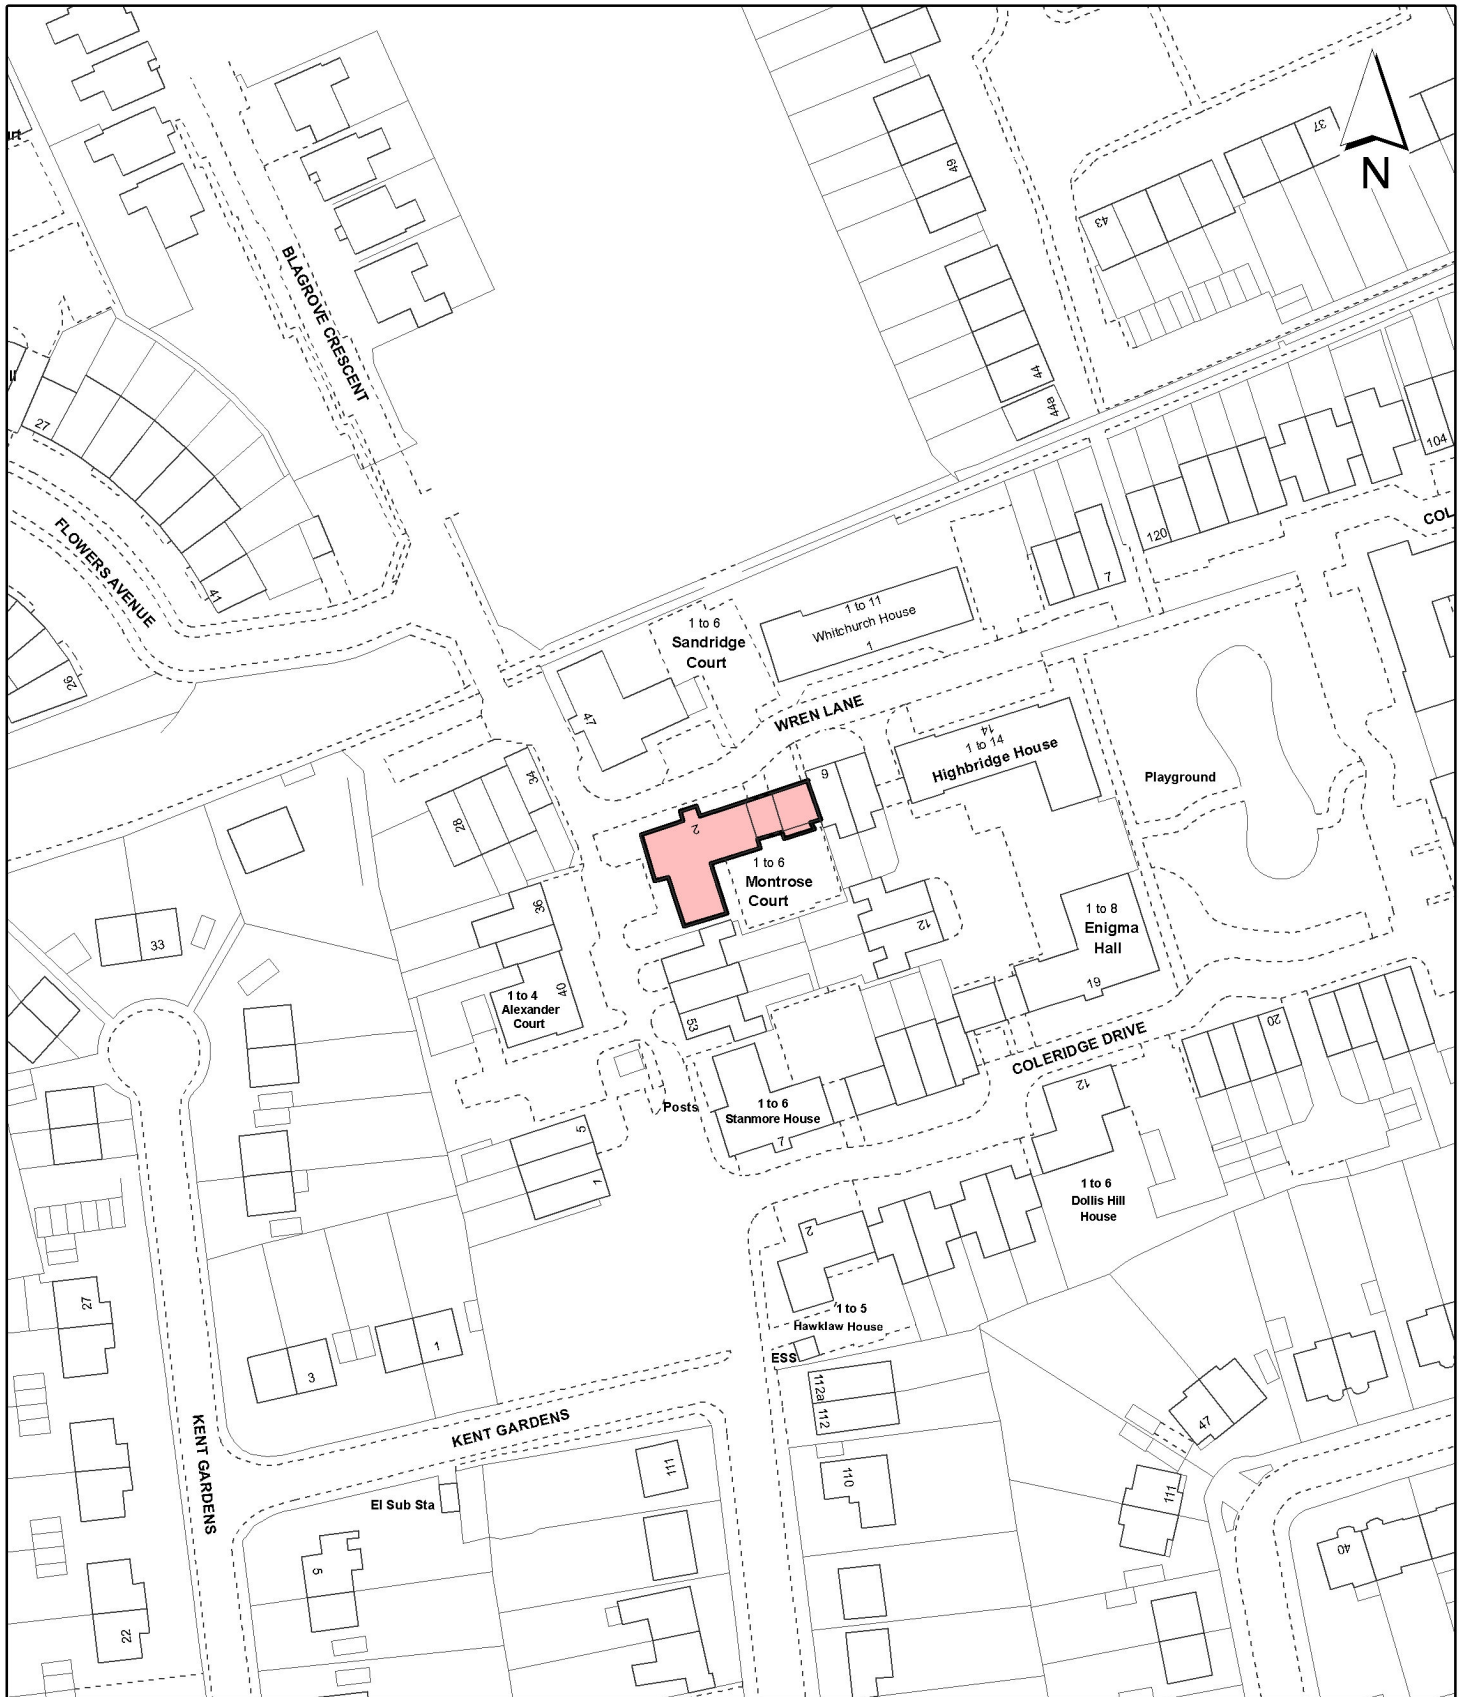 urt
37
N
49
43
BLAGROVE CRESCENT
ll
44
44a
27
104
COL
120
FLOWERS AVENUE
7
41
1 to 11
Whitchurch House
1
1 to 6
Sandridge
Court
26
47
WREN LANE
14
1 to 14
Highbridge House
34
6
Playground
28
2
1 to 6
Montrose
Court
36
12
1 to 8
Enigma
Hall
33
40
19
1 to 4
Alexander
Court
53
20
COLERIDGE DRIVE
12
Posts
1 to 6
Stanmore House
7
5
1
1 to 6
Dollis Hill
House
2
27
1 to 5
Hawklaw House
1
ESS
3
112a
112
47
KENT GARDENS
KENT GARDENS
111
110
111
El Sub Sta
40
5
22